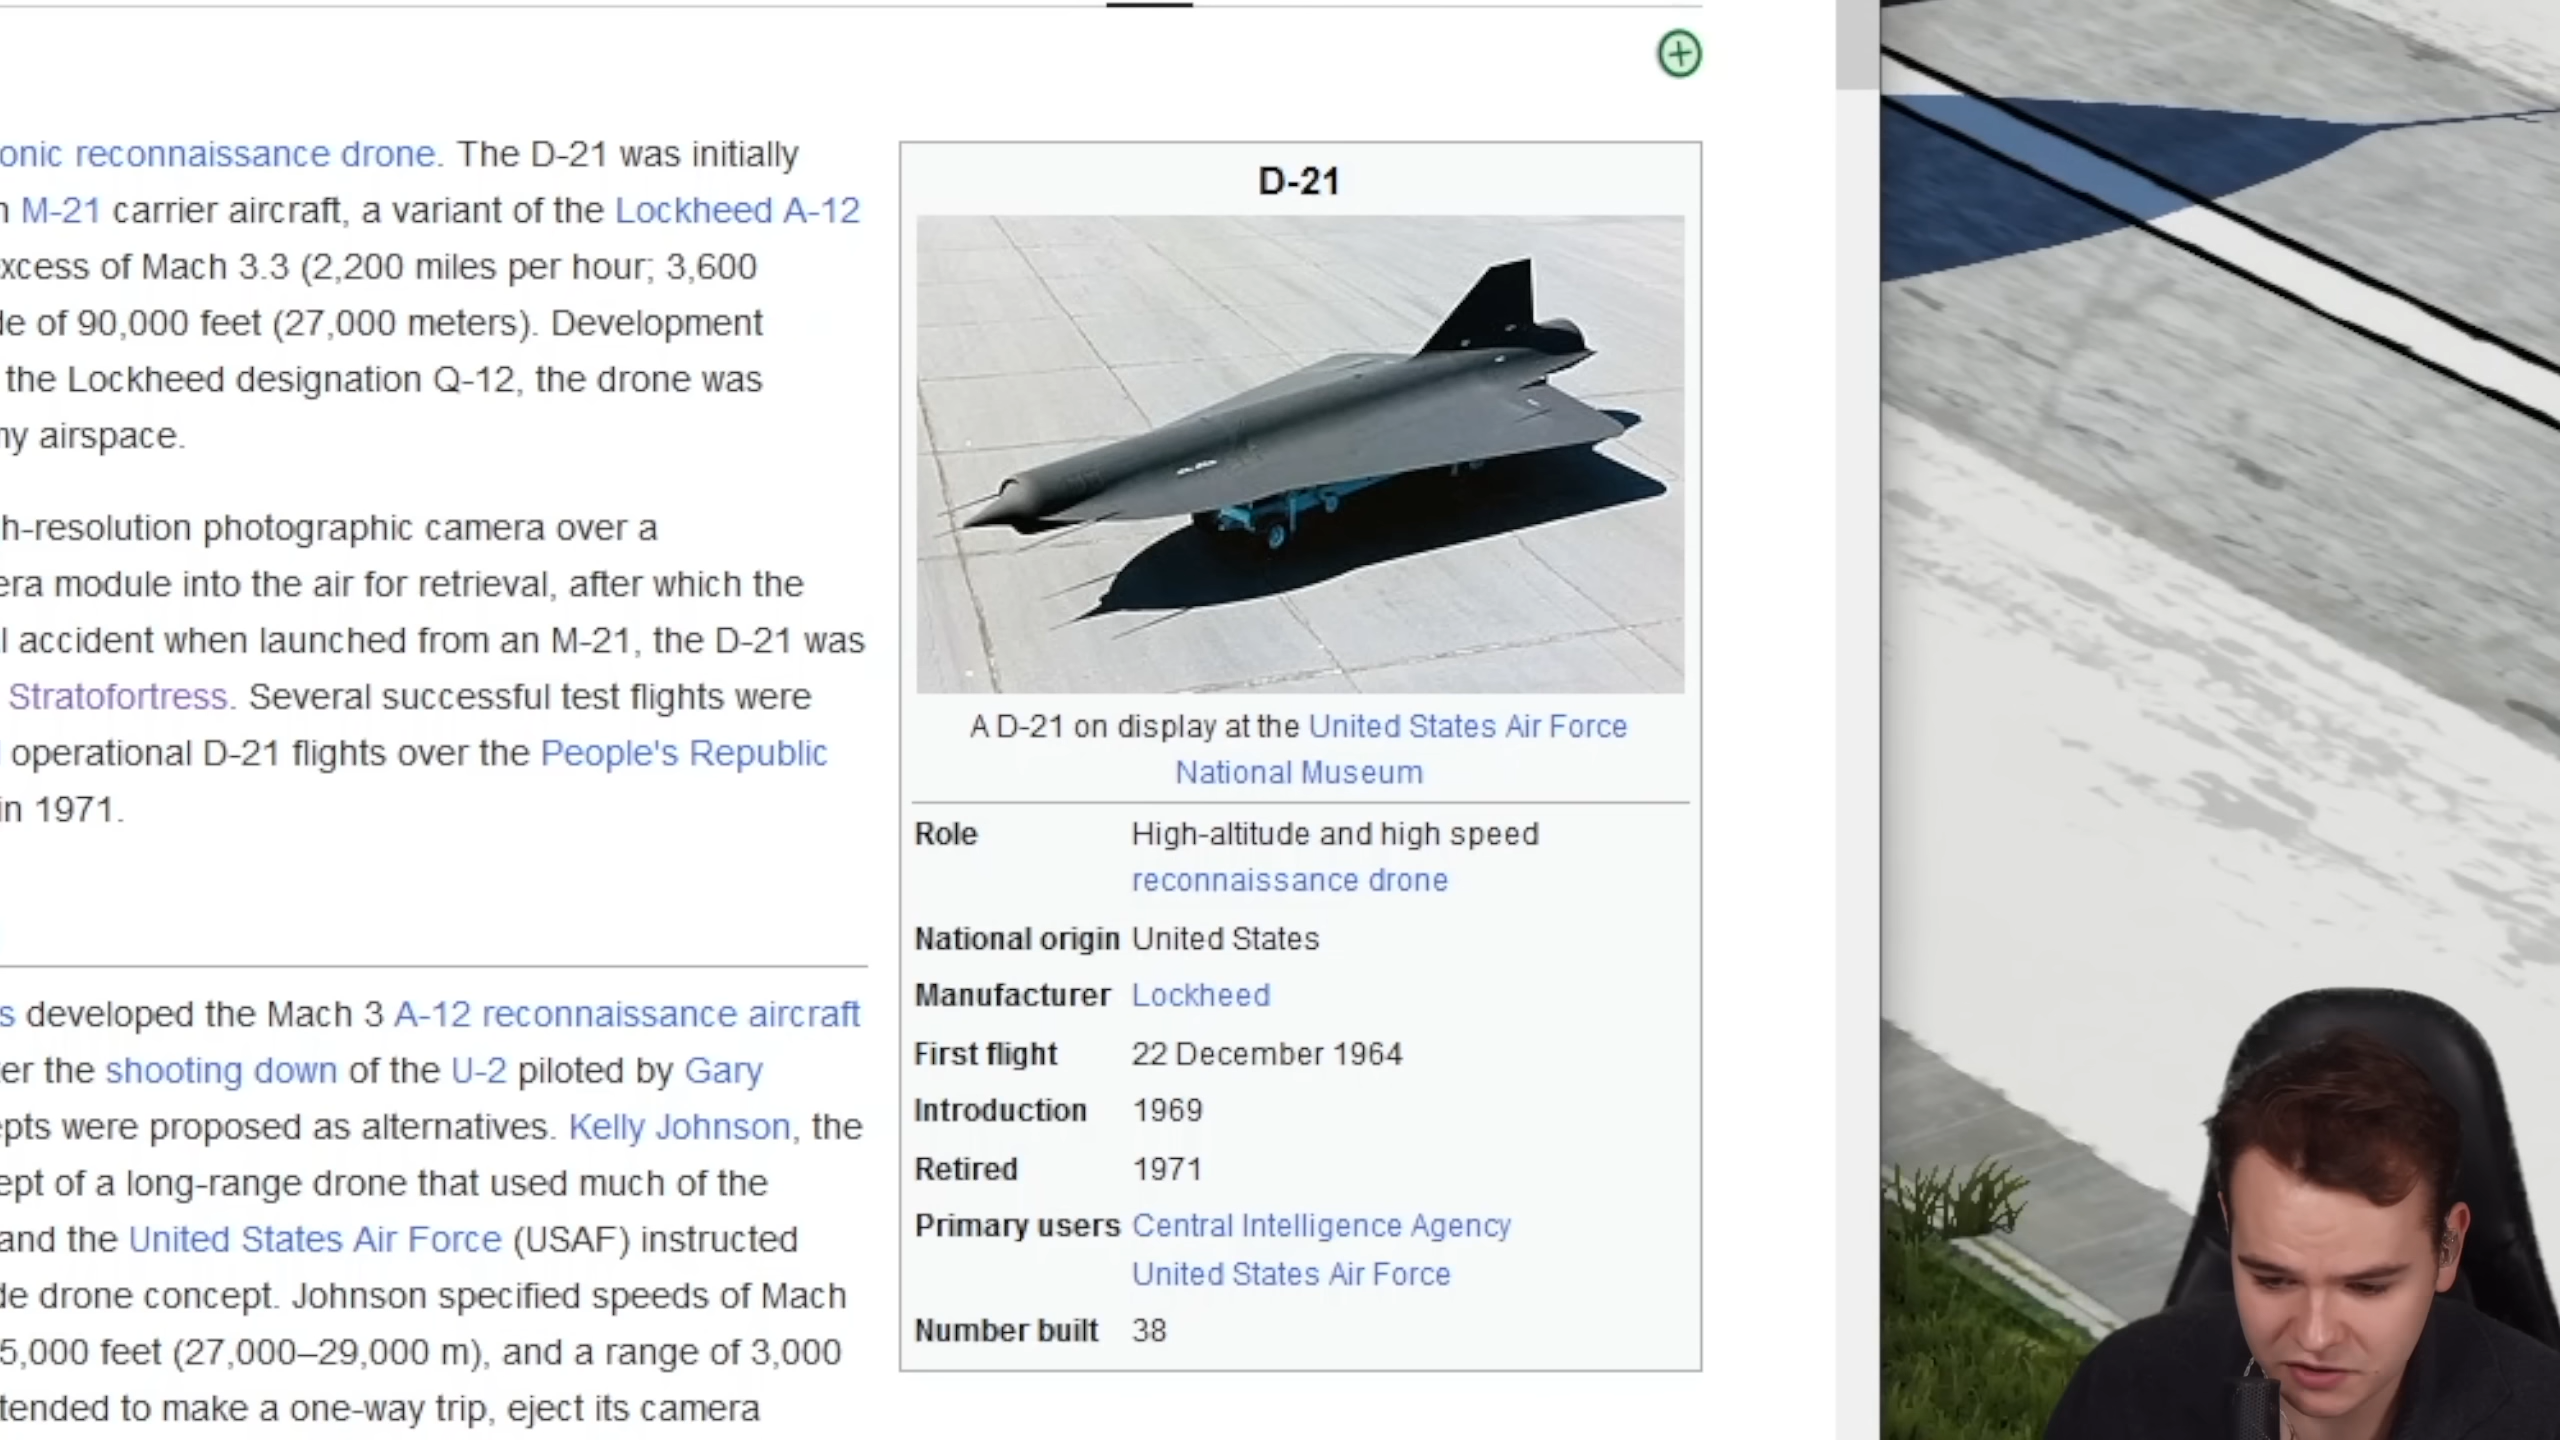 onic reconnaissance drone. The D-21 was initially
M-21 carrier aircraft, a variant of the Lockheed A-12
xcess of Mach 3.3 (2,200 miles per hour; 3,600
de of 90,000 feet (27,000 meters). Development
the Lockheed designation Q-12, the drone was
ny airspace.
h-resolution photographic camera over a
era module into the air for retrieval, after which the
l accident when launched from an M-21, the D-21 was
Stratofortress. Several successful test flights were
operational D-21 flights over the People's Republic
in 1971.
s developed the Mach 3 A-12 reconnaissance aircraft
er the shooting down of the U-2 piloted by Gary
epts were proposed as alternatives. Kelly Johnson, the
ept of a long-range drone that used much of the
and the United States Air Force (USAF) instructed
de drone concept. Johnson specified speeds of Mach
5,000 feet (27,000–29,000 m), and a range of 3,000
tended to make a one-way trip, eject its camera
D-21
A D-21 on display at the United States Air Force
National Museum
Role High-altitude and high speed
reconnaissance drone
National origin United States
Manufacturer Lockheed
First flight 22 December 1964
Introduction 1969
Retired 1971
Primary users Central Intelligence Agency
United States Air Force
Number built 38